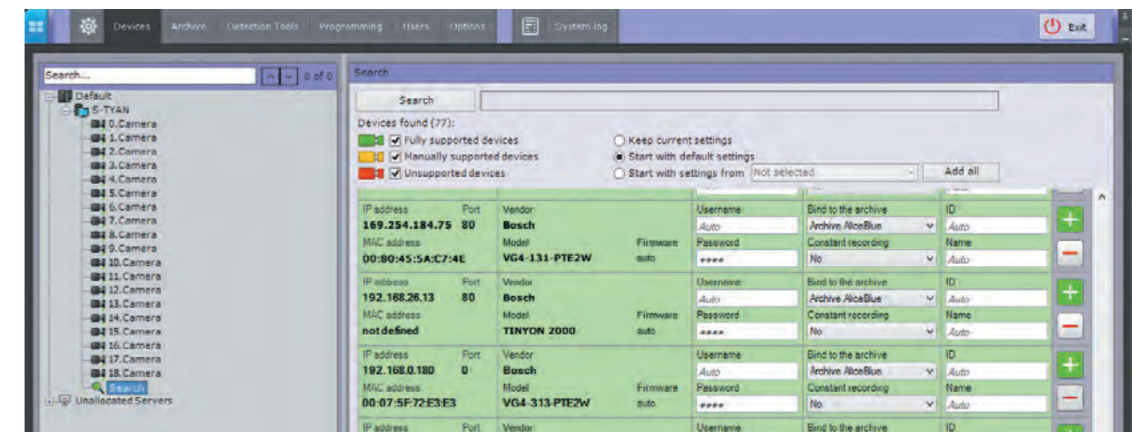 Devices Archive Detection Tools Programming Users Options System log Exit
Search... 0 of 0
Default
S-TYAN
0.Camera
1.Camera
2.Camera
3.Camera
4.Camera
5.Camera
6.Camera
7.Camera
8.Camera
9.Camera
10.Camera
11.Camera
12.Camera
13.Camera
14.Camera
15.Camera
16.Camera
17.Camera
18.Camera
Search
Unallocated Servers
Search
Search
Devices found (77):
Fully supported devices Keep current settings
Manually supported devices Start with default settings
Unsupported devices Start with settings from Not selected Add all
IP address Port Vendor Username Bind to the archive ID
169.254.184.75 80 Bosch Auto Archive AliceBlue Auto
MAC address Model Firmware Password Constant recording Name
00:80:45:5A:C7:4E VG4-131-PTE2W auto **** No Auto
IP address Port Vendor Username Bind to the archive ID
192.168.26.13 80 Bosch Auto Archive AliceBlue Auto
MAC address Model Firmware Password Constant recording Name
not defined TINYON 2000 auto **** No Auto
IP address Port Vendor Username Bind to the archive ID
192.168.0.180 0 Bosch Auto Archive AliceBlue Auto
MAC address Model Firmware Password Constant recording Name
00:07:5F:72:E3:E3 VG4-313-PTE2W auto **** No Auto
IP address Port Vendor Username Bind to the archive ID